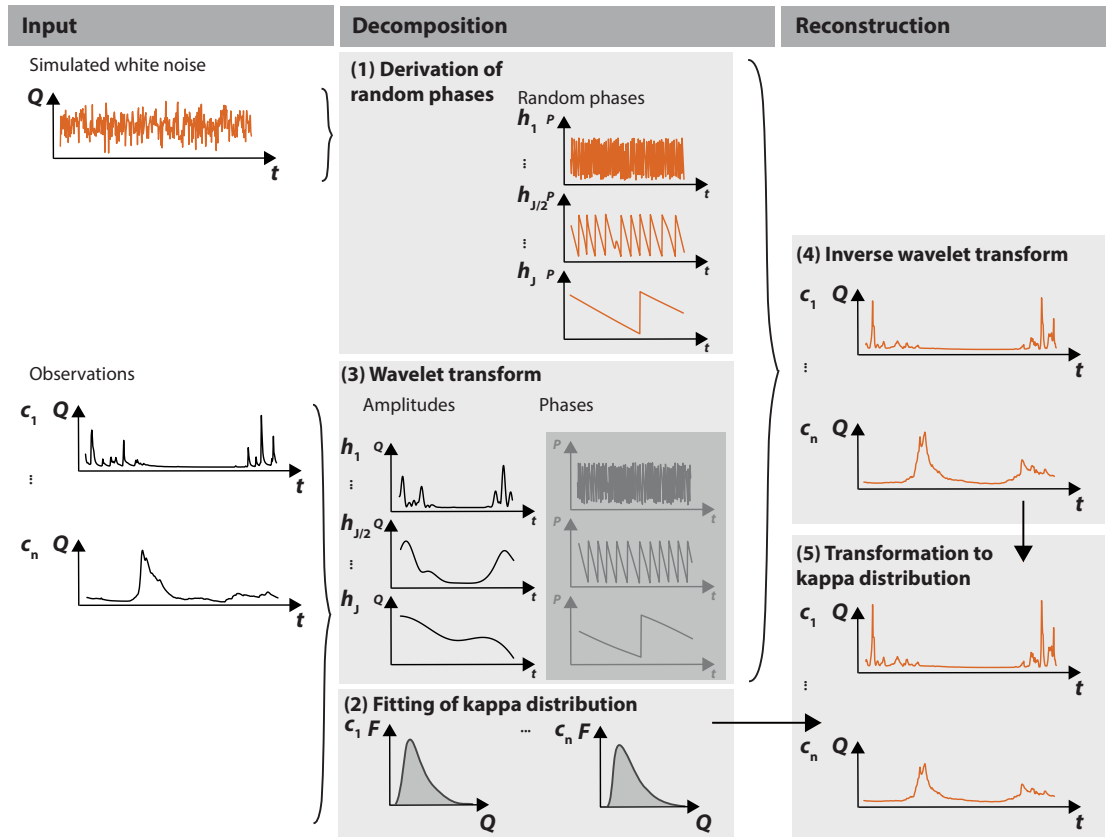 Input
Decomposition
Reconstruction
Simulated white noise
Q
t
(1) Derivation of
random phases
Random phases
h1 P
t
...
hJ/2 P
t
...
hJ P
t
Observations
c1 Q
t
...
cn Q
t
(3) Wavelet transform
Amplitudes Phases
h1 Q
t
P
t
...
hJ/2 Q
t
P
t
...
hJ Q
t
P
t
(2) Fitting of kappa distribution
c1 F
Q
...
cn F
Q
(4) Inverse wavelet transform
c1 Q
t
...
cn Q
t
(5) Transformation to
kappa distribution
c1 Q
t
...
cn Q
t